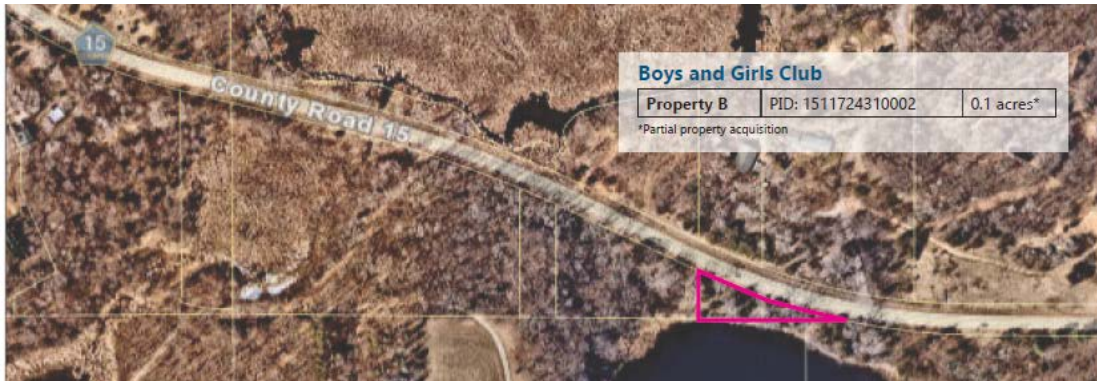 15
County Road 15
Boys and Girls Club
Property B PID: 1511724310002 0.1 acres*
*Partial property acquisition